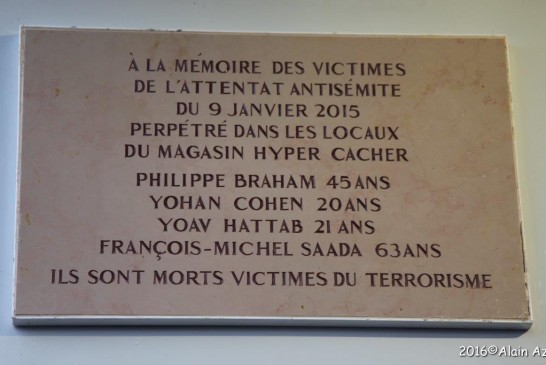 À LA MÉMOIRE DES VICTIMES
DE L'ATTENTAT ANTISÉMITE
DU 9 JANVIER 2015
PERPÉTRÉ DANS LES LOCAUX
DU MAGASIN HYPER CACHER
PHILIPPE BRAHAM 45 ANS
YOHAN COHEN 20 ANS
YOAV HATTAB 21 ANS
FRANÇOIS-MICHEL SAADA 63 ANS
ILS SONT MORTS VICTIMES DU TERRORISME
2016©Alain Az